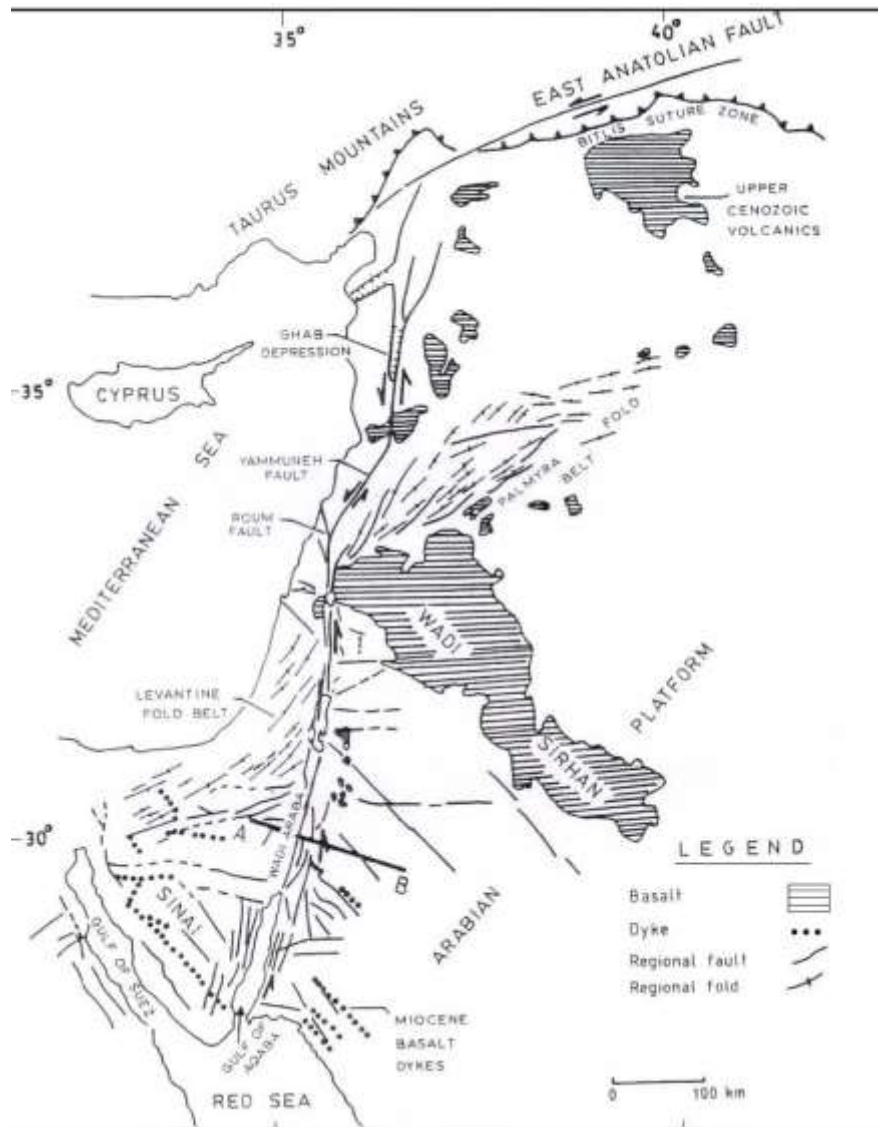 35°
40°
EAST ANATOLIAN FAULT
BITLIS SUTURE ZONE
TAURUS MOUNTAINS
UPPER
CENOZOIC
VOLCANICS
GHAB
DEPRESSION
35°
CYPRUS
MEDITERRANEAN SEA
YAMMUNEH
FAULT
PALMYRA FOLD
BELT
ROUM
FAULT
WADI
SIRHAN
LEVANTINE
FOLD BELT
ARABIAN PLATFORM
30°
A
B
WADI ARABA
SINAI
GULF OF SUEZ
GULF OF
AQABA
MIOCENE
BASALT
DYKES
RED SEA
LEGEND
Basalt
Dyke
Regional fault
Regional fold
0 100 km